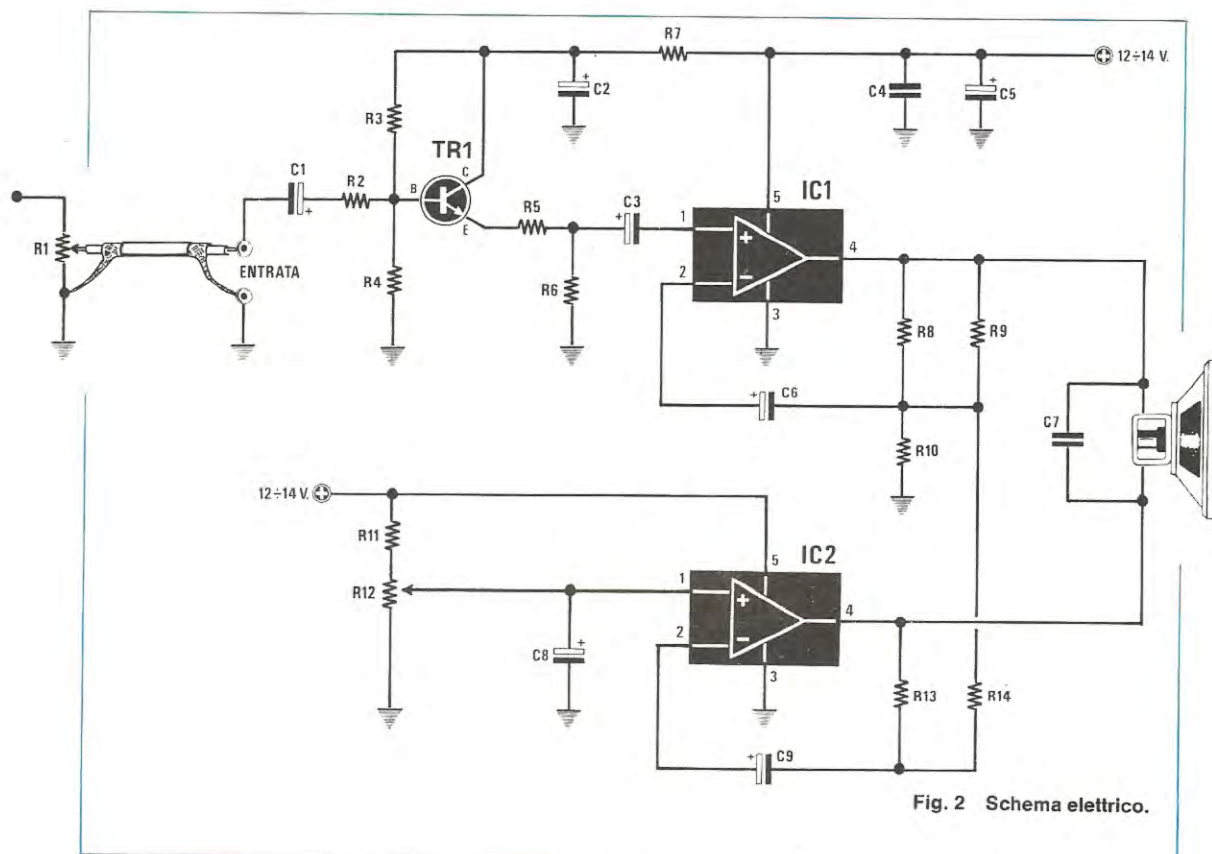 R7
12÷14 V.
C2
C4
C5
R3
TR1
C1
R2
B
C
E
R5
C3
IC1
5
1
2
4
3
R1
ENTRATA
R4
R6
R8
R9
C6
R10
C7
12÷14 V.
R11
R12
IC2
5
1
2
4
3
C8
R13
R14
C9
Fig. 2 Schema elettrico.